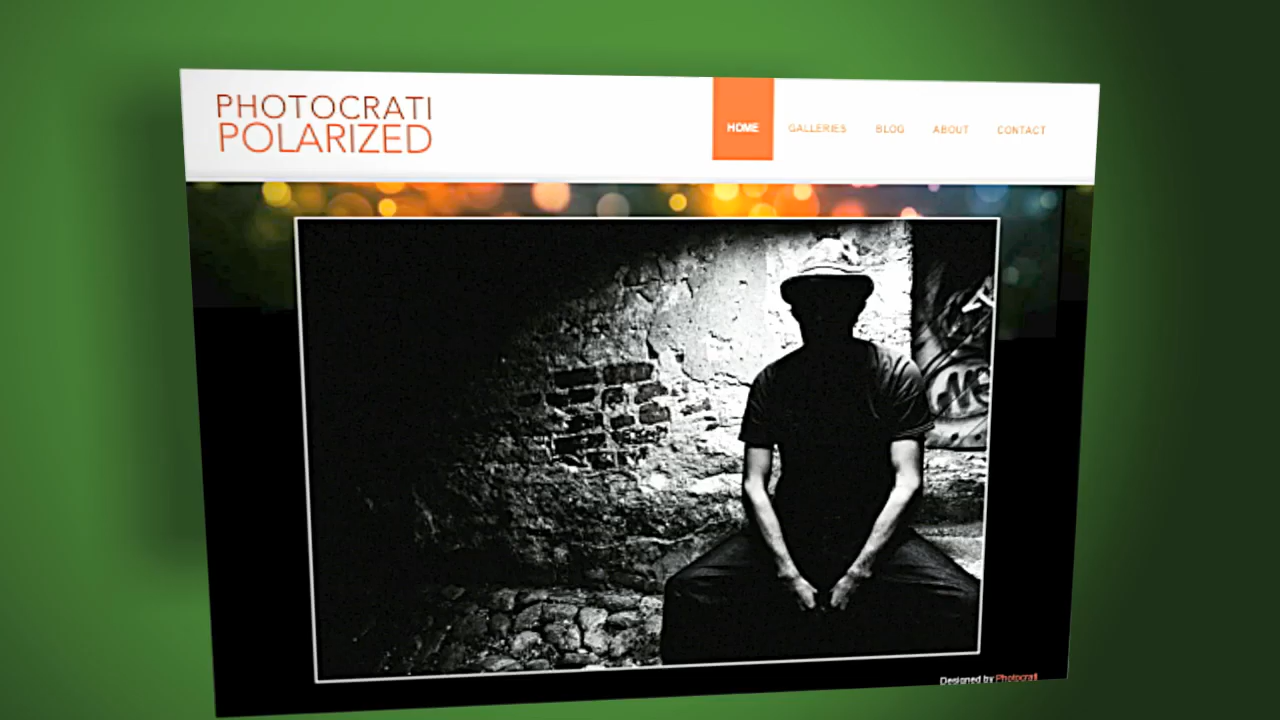 PHOTOCRATI
POLARIZED
HOME GALLERIES BLOG ABOUT CONTACT
Designed by Photocrati